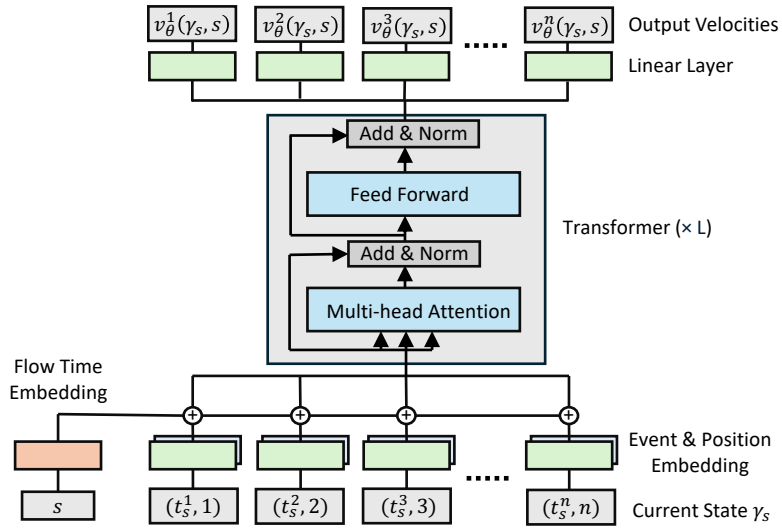 v_θ^1(γ_s, s) v_θ^2(γ_s, s) v_θ^3(γ_s, s) ...... v_θ^n(γ_s, s) Output Velocities
Linear Layer
Add & Norm
Feed Forward
Transformer (× L)
Add & Norm
Multi-head Attention
Flow Time
Embedding
+ + + +
Event & Position
Embedding
......
s (t_s^1, 1) (t_s^2, 2) (t_s^3, 3) (t_s^n, n) Current State γ_s